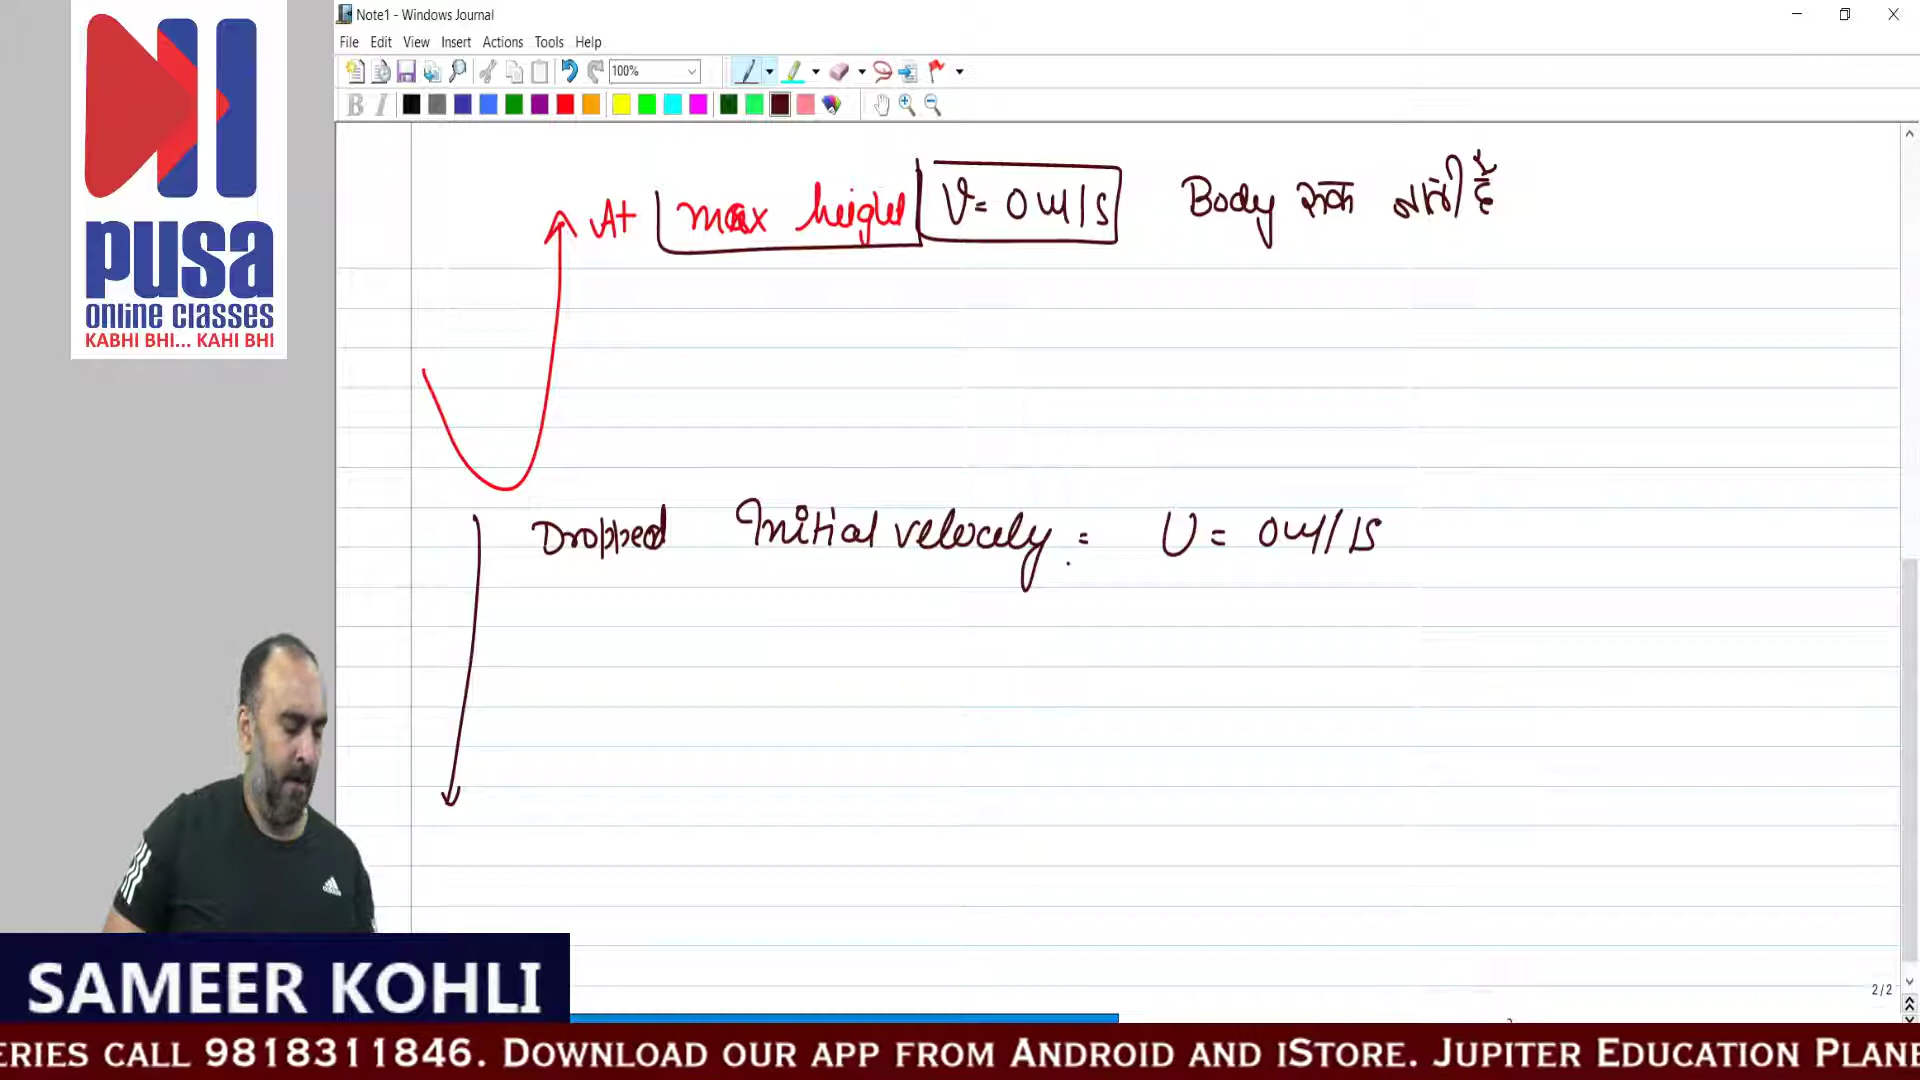 Note1 - Windows Journal
File Edit View Insert Actions Tools Help
100%
B I
At max height V = 0 m/s Body रुक जाती है
Dropped Initial velocity = U = 0 m/s
pusa
online classes
KABHI BHI... KAHI BHI
SAMEER KOHLI
2 / 2
ERIES CALL 9818311846. DOWNLOAD OUR APP FROM ANDROID AND ISTORE. JUPITER EDUCATION PLANE